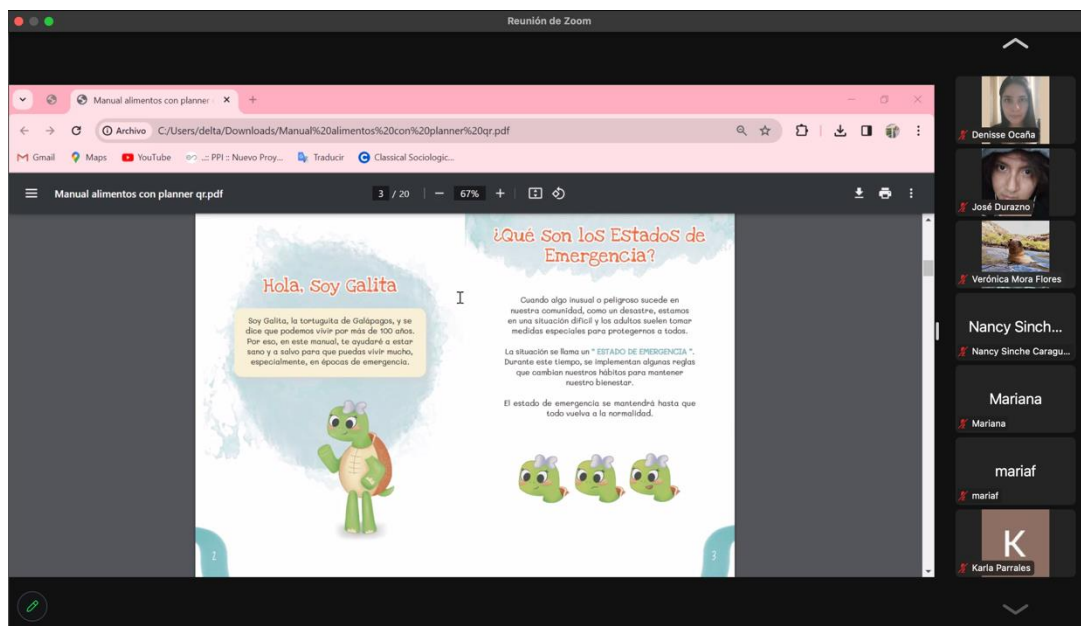 Reunión de Zoom
Manual alimentos con planner
Archivo C:/Users/delta/Downloads/Manual%20alimentos%20con%20planner%20qr.pdf
Gmail Maps YouTube ..:: PPI :: Nuevo Proy... Traducir Classical Sociologic...
Manual alimentos con planner qr.pdf 3 / 20 67%
Hola, soy Galita
Soy Galita, la tortuguita de Galápagos, y se
dice que podemos vivir por más de 100 años.
Por eso, en este manual, te ayudaré a estar
sano y a salvo para que puedas vivir mucho,
especialmente, en épocas de emergencia.
2
¿Qué son los Estados de
Emergencia?
Cuando algo inusual o peligroso sucede en
nuestra comunidad, como un desastre, estamos
en una situación difícil y los adultos suelen tomar
medidas especiales para protegernos a todos.
La situación se llama un " ESTADO DE EMERGENCIA ".
Durante este tiempo, se implementan algunas reglas
que cambian nuestros hábitos para mantener
nuestro bienestar.
El estado de emergencia se mantendrá hasta que
todo vuelva a la normalidad.
3
Denisse Ocaña
José Durazno
Verónica Mora Flores
Nancy Sinch...
Nancy Sinche Caragu...
Mariana
Mariana
mariaf
mariaf
K
Karla Parrales